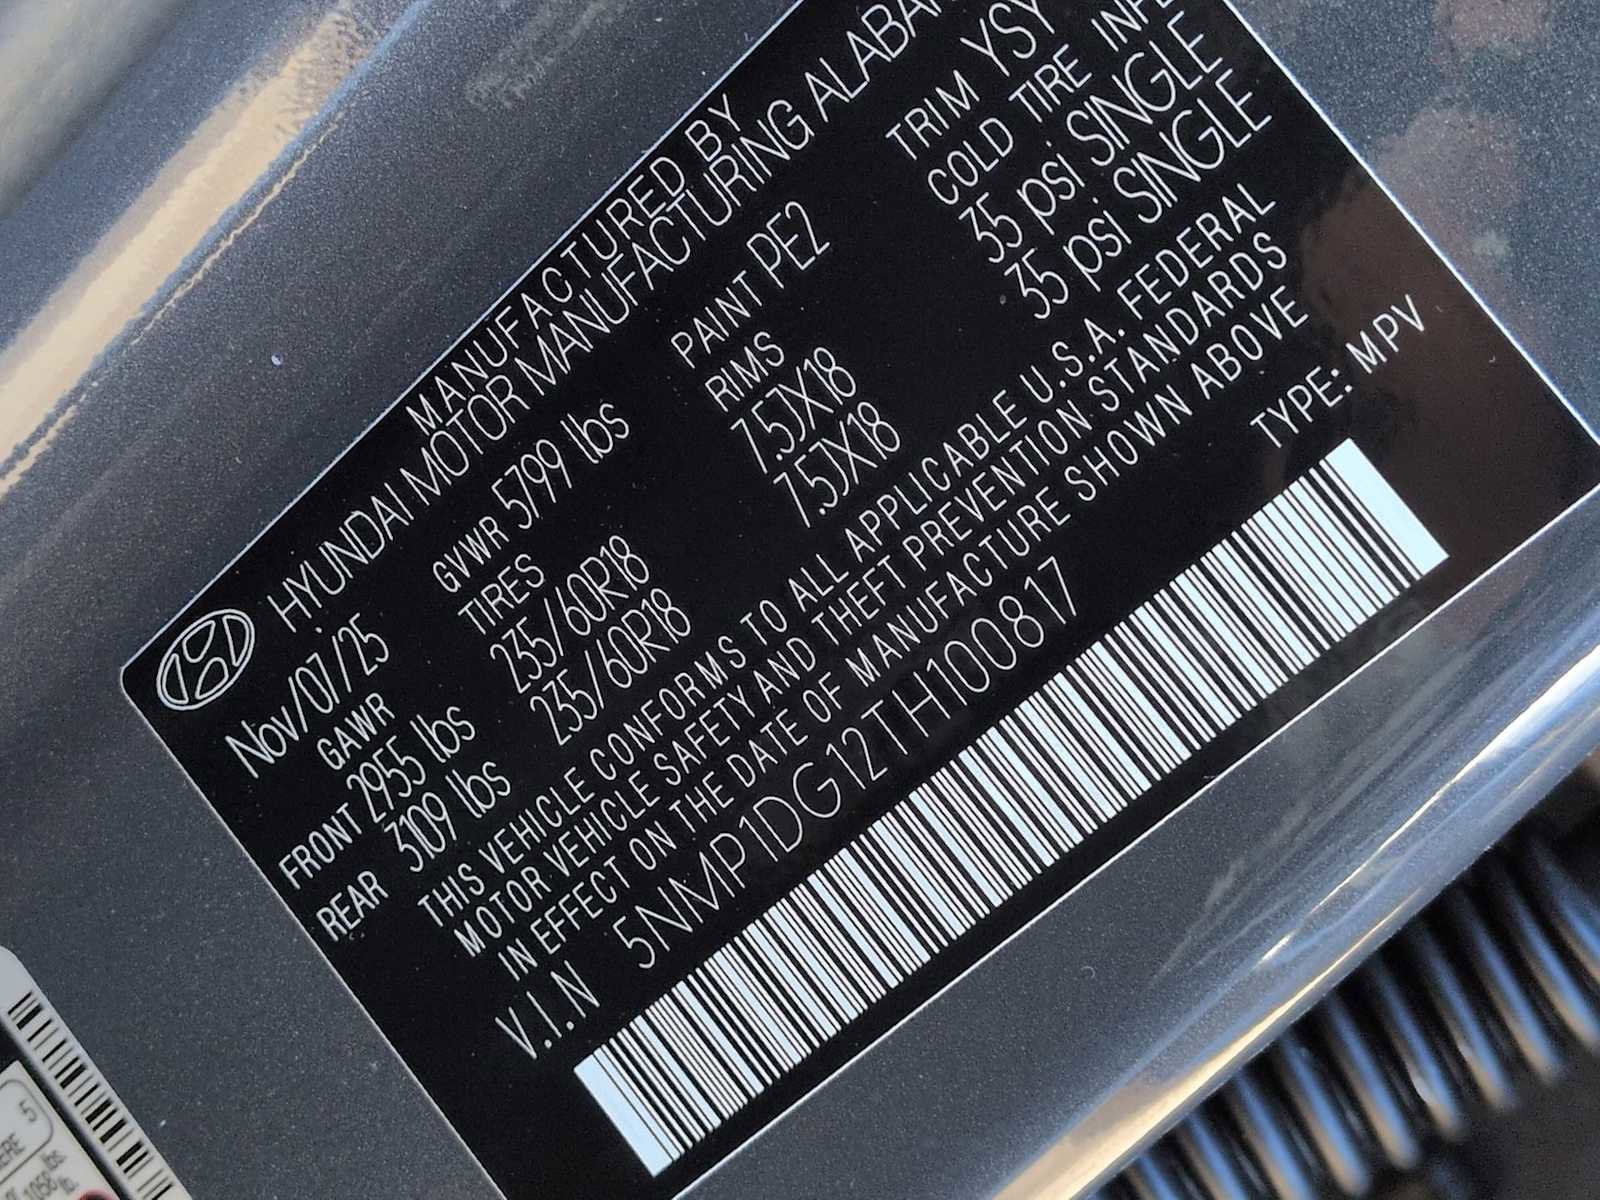 MANUFACTURED BY
HYUNDAI MOTOR MANUFACTURING
Nov/07/25 GVWR 5799 lbs PAINT PE2 TRIM YSY
GAWR TIRES RIMS COLD TIRE
FRONT 2955 lbs 235/60R18 7.5JX18 35 psi SINGLE
REAR 3109 lbs 235/60R18 7.5JX18 35 psi SINGLE
THIS VEHICLE CONFORMS TO ALL APPLICABLE U.S.A. FEDERAL
MOTOR VEHICLE SAFETY AND THEFT PREVENTION STANDARDS
IN EFFECT ON THE DATE OF MANUFACTURE SHOWN ABOVE
V.I.N 5NMP1DG12TH100817 TYPE: MPV
5
lbs
lb.